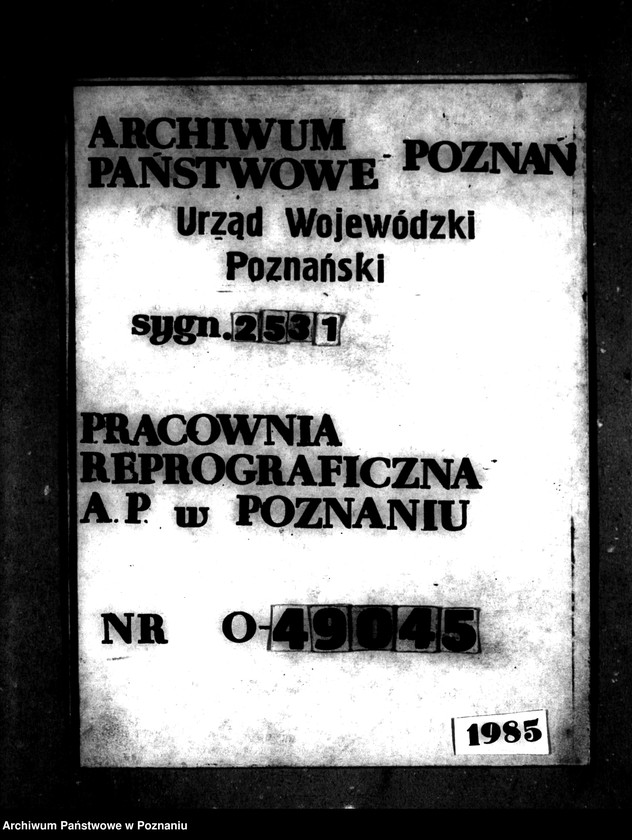 ARCHIWUM
PAŃSTWOWE - POZNAŃ
Urząd Wojewódzki
Poznański
sygn. 2531
PRACOWNIA
REPROGRAFICZNA
A.P. w POZNANIU
NR O-49045
1985
Archiwum Państwowe w Poznaniu